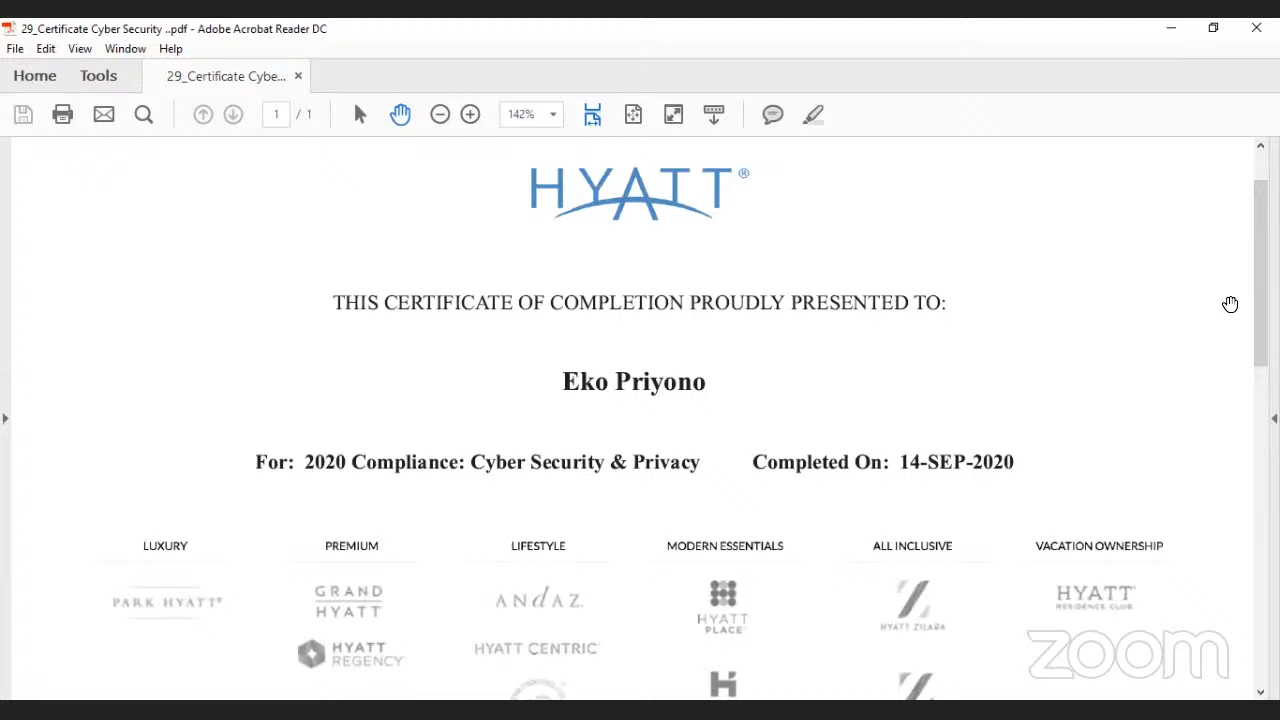 29_Certificate Cyber Security ..pdf - Adobe Acrobat Reader DC
File Edit View Window Help
Home Tools 29_Certificate Cybe... ×
1 / 1 142%
HYATT®
THIS CERTIFICATE OF COMPLETION PROUDLY PRESENTED TO:
Eko Priyono
For: 2020 Compliance: Cyber Security & Privacy Completed On: 14-SEP-2020
LUXURY PREMIUM LIFESTYLE MODERN ESSENTIALS ALL INCLUSIVE VACATION OWNERSHIP
PARK HYATT®
GRAND
HYATT
HYATT
REGENCY®
ANdAZ.
HYATT CENTRIC®
HYATT
PLACE®
H
HYATT ZILARA
HYATT®
RESIDENCE CLUB
zoom